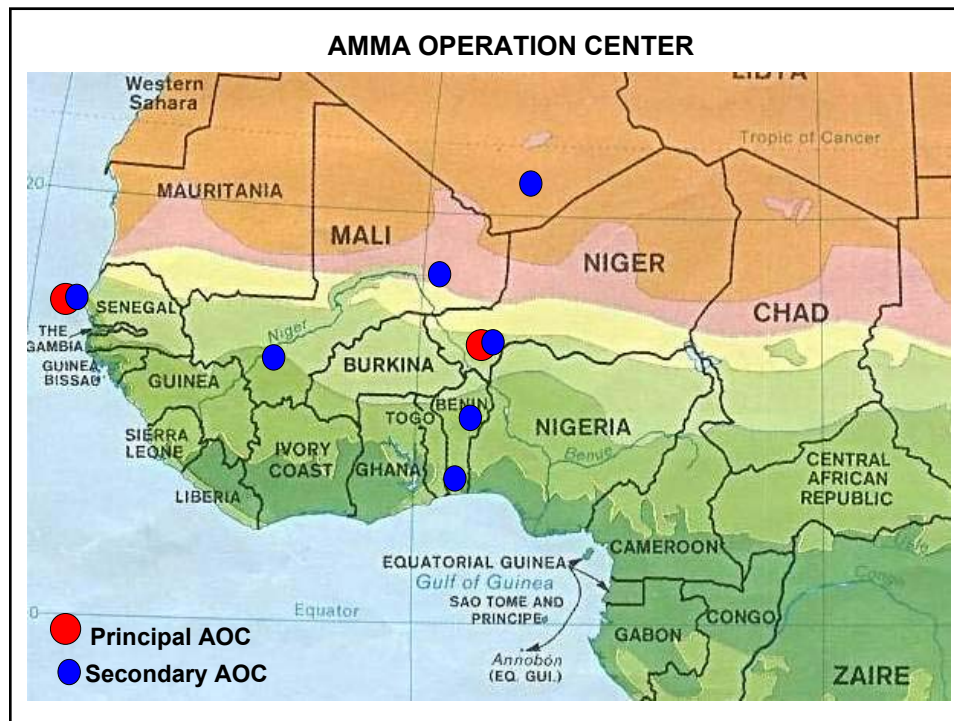 AMMA OPERATION CENTER
LIBYA
Western
Sahara
Tropic of Cancer
20
MAURITANIA
MALI
NIGER
CHAD
SENEGAL
THE
GAMBIA
GUINEA
BISSAU
Niger
BURKINA
GUINEA
BENIN
TOGO
NIGERIA
SIERRA
LEONE
IVORY
COAST
GHANA
Benue
CENTRAL
AFRICAN
REPUBLIC
LIBERIA
CAMEROON
EQUATORIAL GUINEA
Gulf of Guinea
SAO TOME AND
PRINCIPE
Equator
0
CONGO
Congo
GABON
Annobón
(EQ. GUI.)
ZAIRE
Principal AOC
Secondary AOC